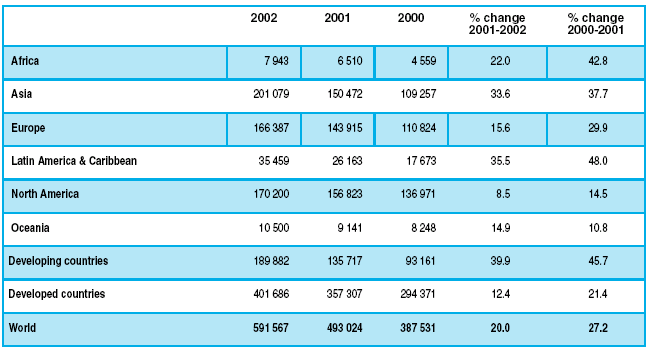 2002 2001 2000 % change 2001-2002 % change 2000-2001
Africa 7 943 6 510 4 559 22.0 42.8
Asia 201 079 150 472 109 257 33.6 37.7
Europe 166 387 143 915 110 824 15.6 29.9
Latin America & Caribbean 35 459 26 163 17 673 35.5 48.0
North America 170 200 156 823 136 971 8.5 14.5
Oceania 10 500 9 141 8 248 14.9 10.8
Developing countries 189 882 135 717 93 161 39.9 45.7
Developed countries 401 686 357 307 294 371 12.4 21.4
World 591 567 493 024 387 531 20.0 27.2